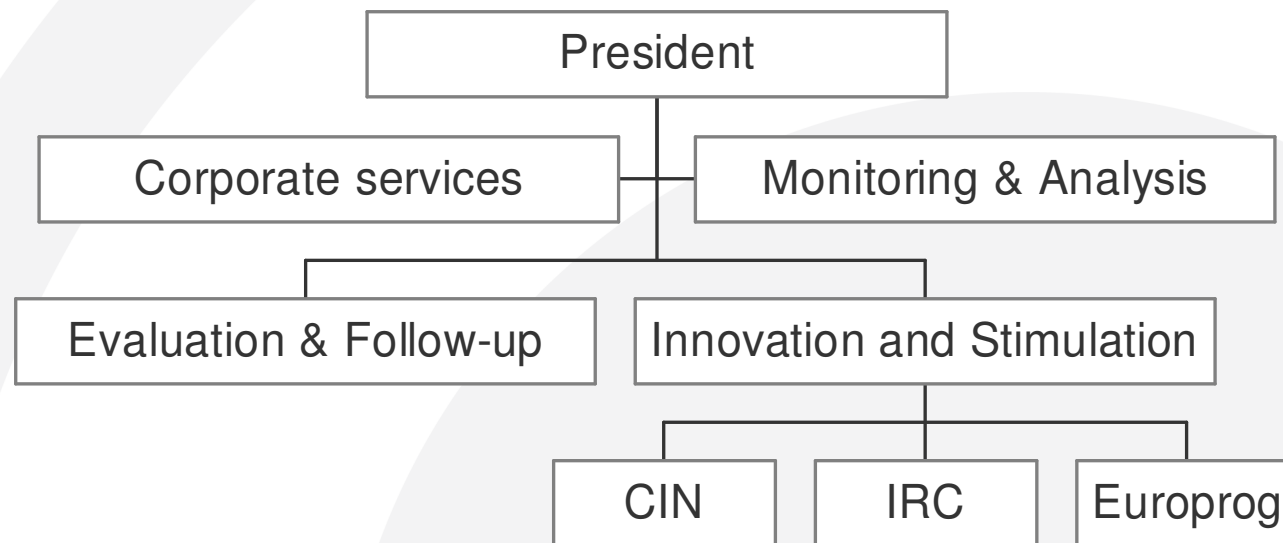 President
Corporate services
Monitoring & Analysis
Evaluation & Follow-up
Innovation and Stimulation
CIN
IRC
Europrog